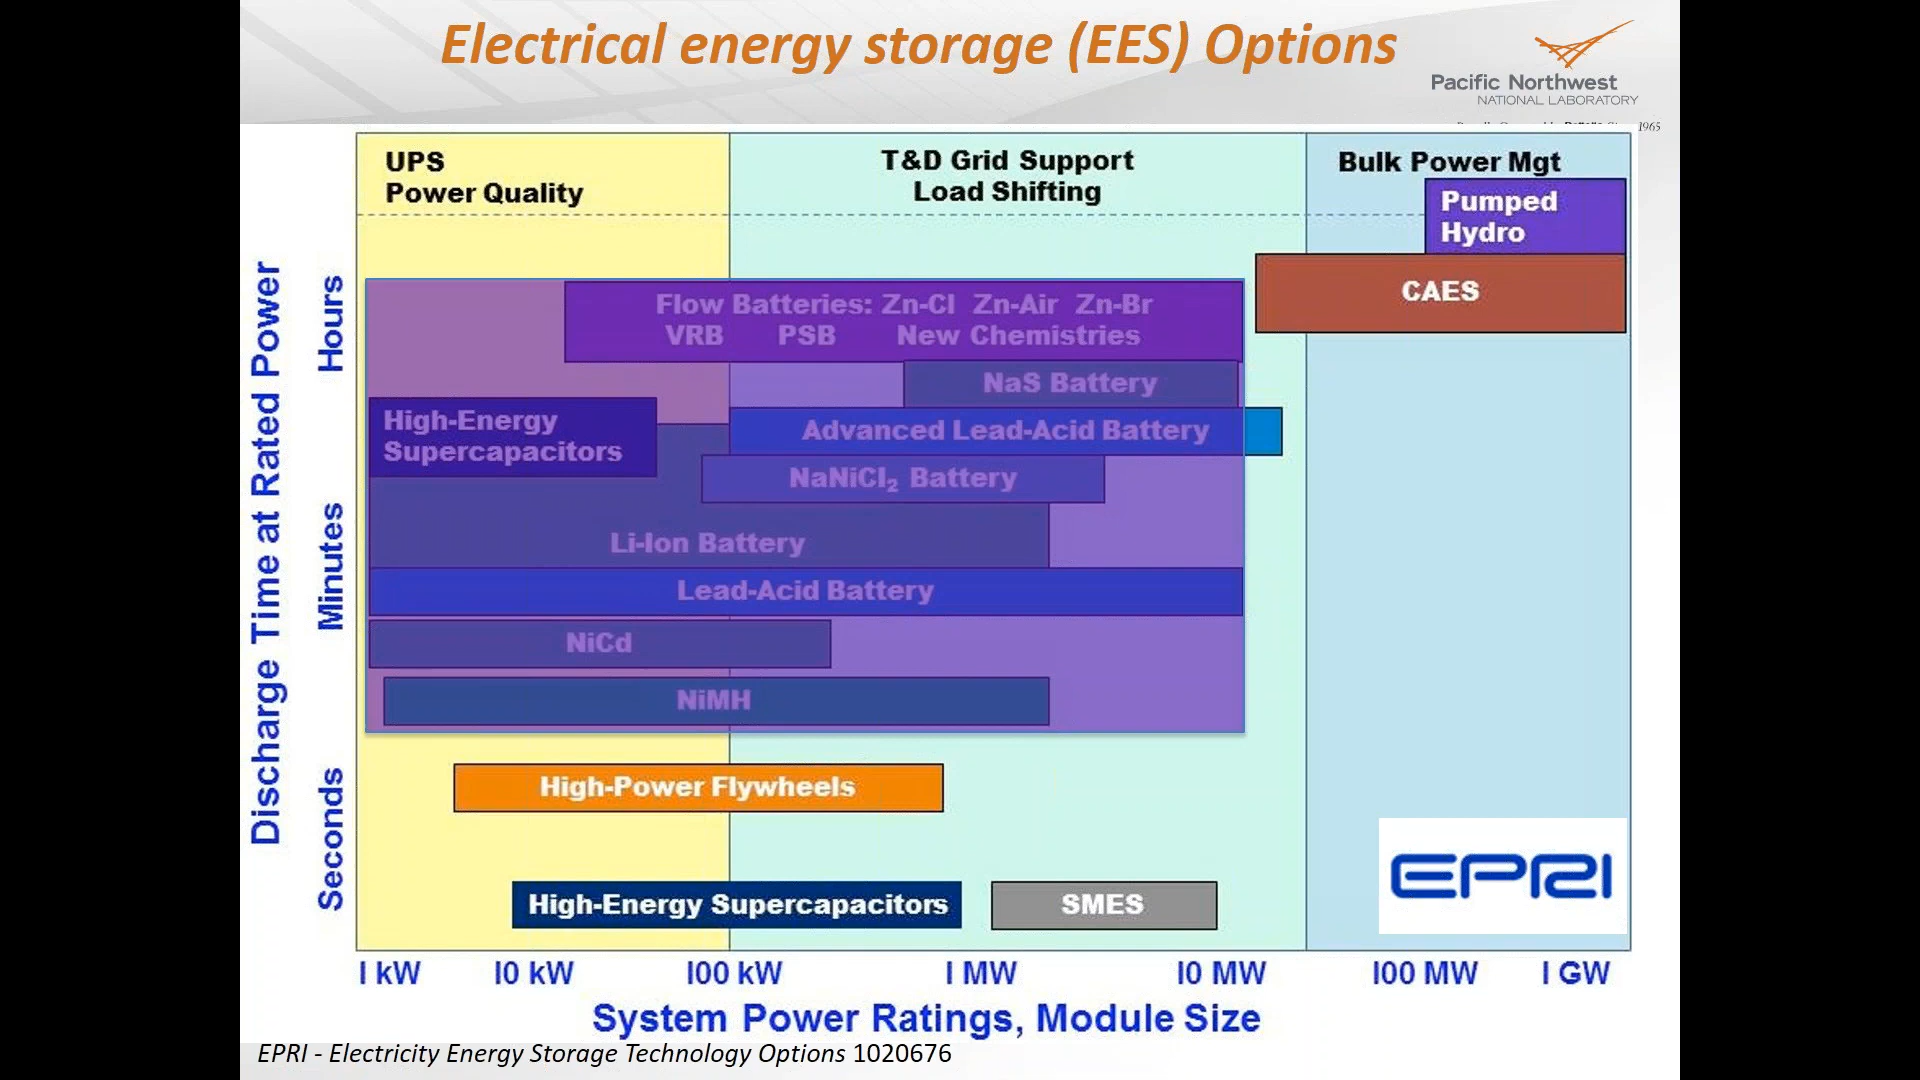 Electrical energy storage (EES) Options
Pacific Northwest
NATIONAL LABORATORY
1965
UPS
Power Quality
T&D Grid Support
Load Shifting
Bulk Power Mgt
Pumped
Hydro
CAES
Flow Batteries: Zn-Cl Zn-Air Zn-Br
VRB PSB New Chemistries
NaS Battery
High-Energy
Supercapacitors
Advanced Lead-Acid Battery
NaNiCl₂ Battery
Li-Ion Battery
Lead-Acid Battery
NiCd
NiMH
High-Power Flywheels
High-Energy Supercapacitors
SMES
EPRI
Discharge Time at Rated Power
Hours
Minutes
Seconds
1 kW 10 kW 100 kW 1 MW 10 MW 100 MW 1 GW
System Power Ratings, Module Size
EPRI - Electricity Energy Storage Technology Options 1020676